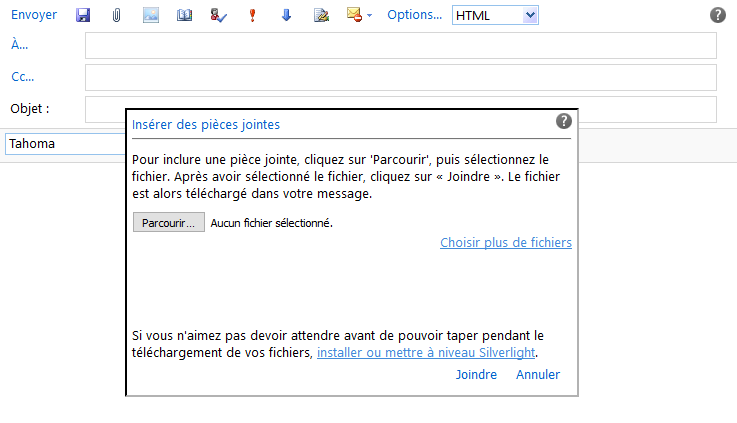 Envoyer Options... HTML
À...
Cc...
Objet :
Tahoma
Insérer des pièces jointes
Pour inclure une pièce jointe, cliquez sur 'Parcourir', puis sélectionnez le
fichier. Après avoir sélectionné le fichier, cliquez sur « Joindre ». Le fichier
est alors téléchargé dans votre message.
Parcourir... Aucun fichier sélectionné.
Choisir plus de fichiers
Si vous n'aimez pas devoir attendre avant de pouvoir taper pendant le
téléchargement de vos fichiers, installer ou mettre à niveau Silverlight.
Joindre Annuler